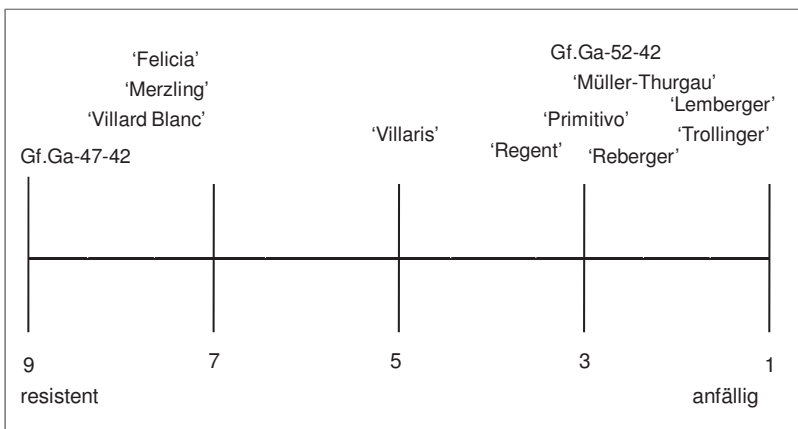 ‘Felicia’
‘Merzling’
‘Villard Blanc’
Gf.Ga-47-42
‘Villaris’
Gf.Ga-52-42
‘Müller-Thurgau’
‘Lemberger’
‘Primitivo’
‘Trollinger’
‘Regent’
‘Reberger’
9 7 5 3 1
resistent anfällig